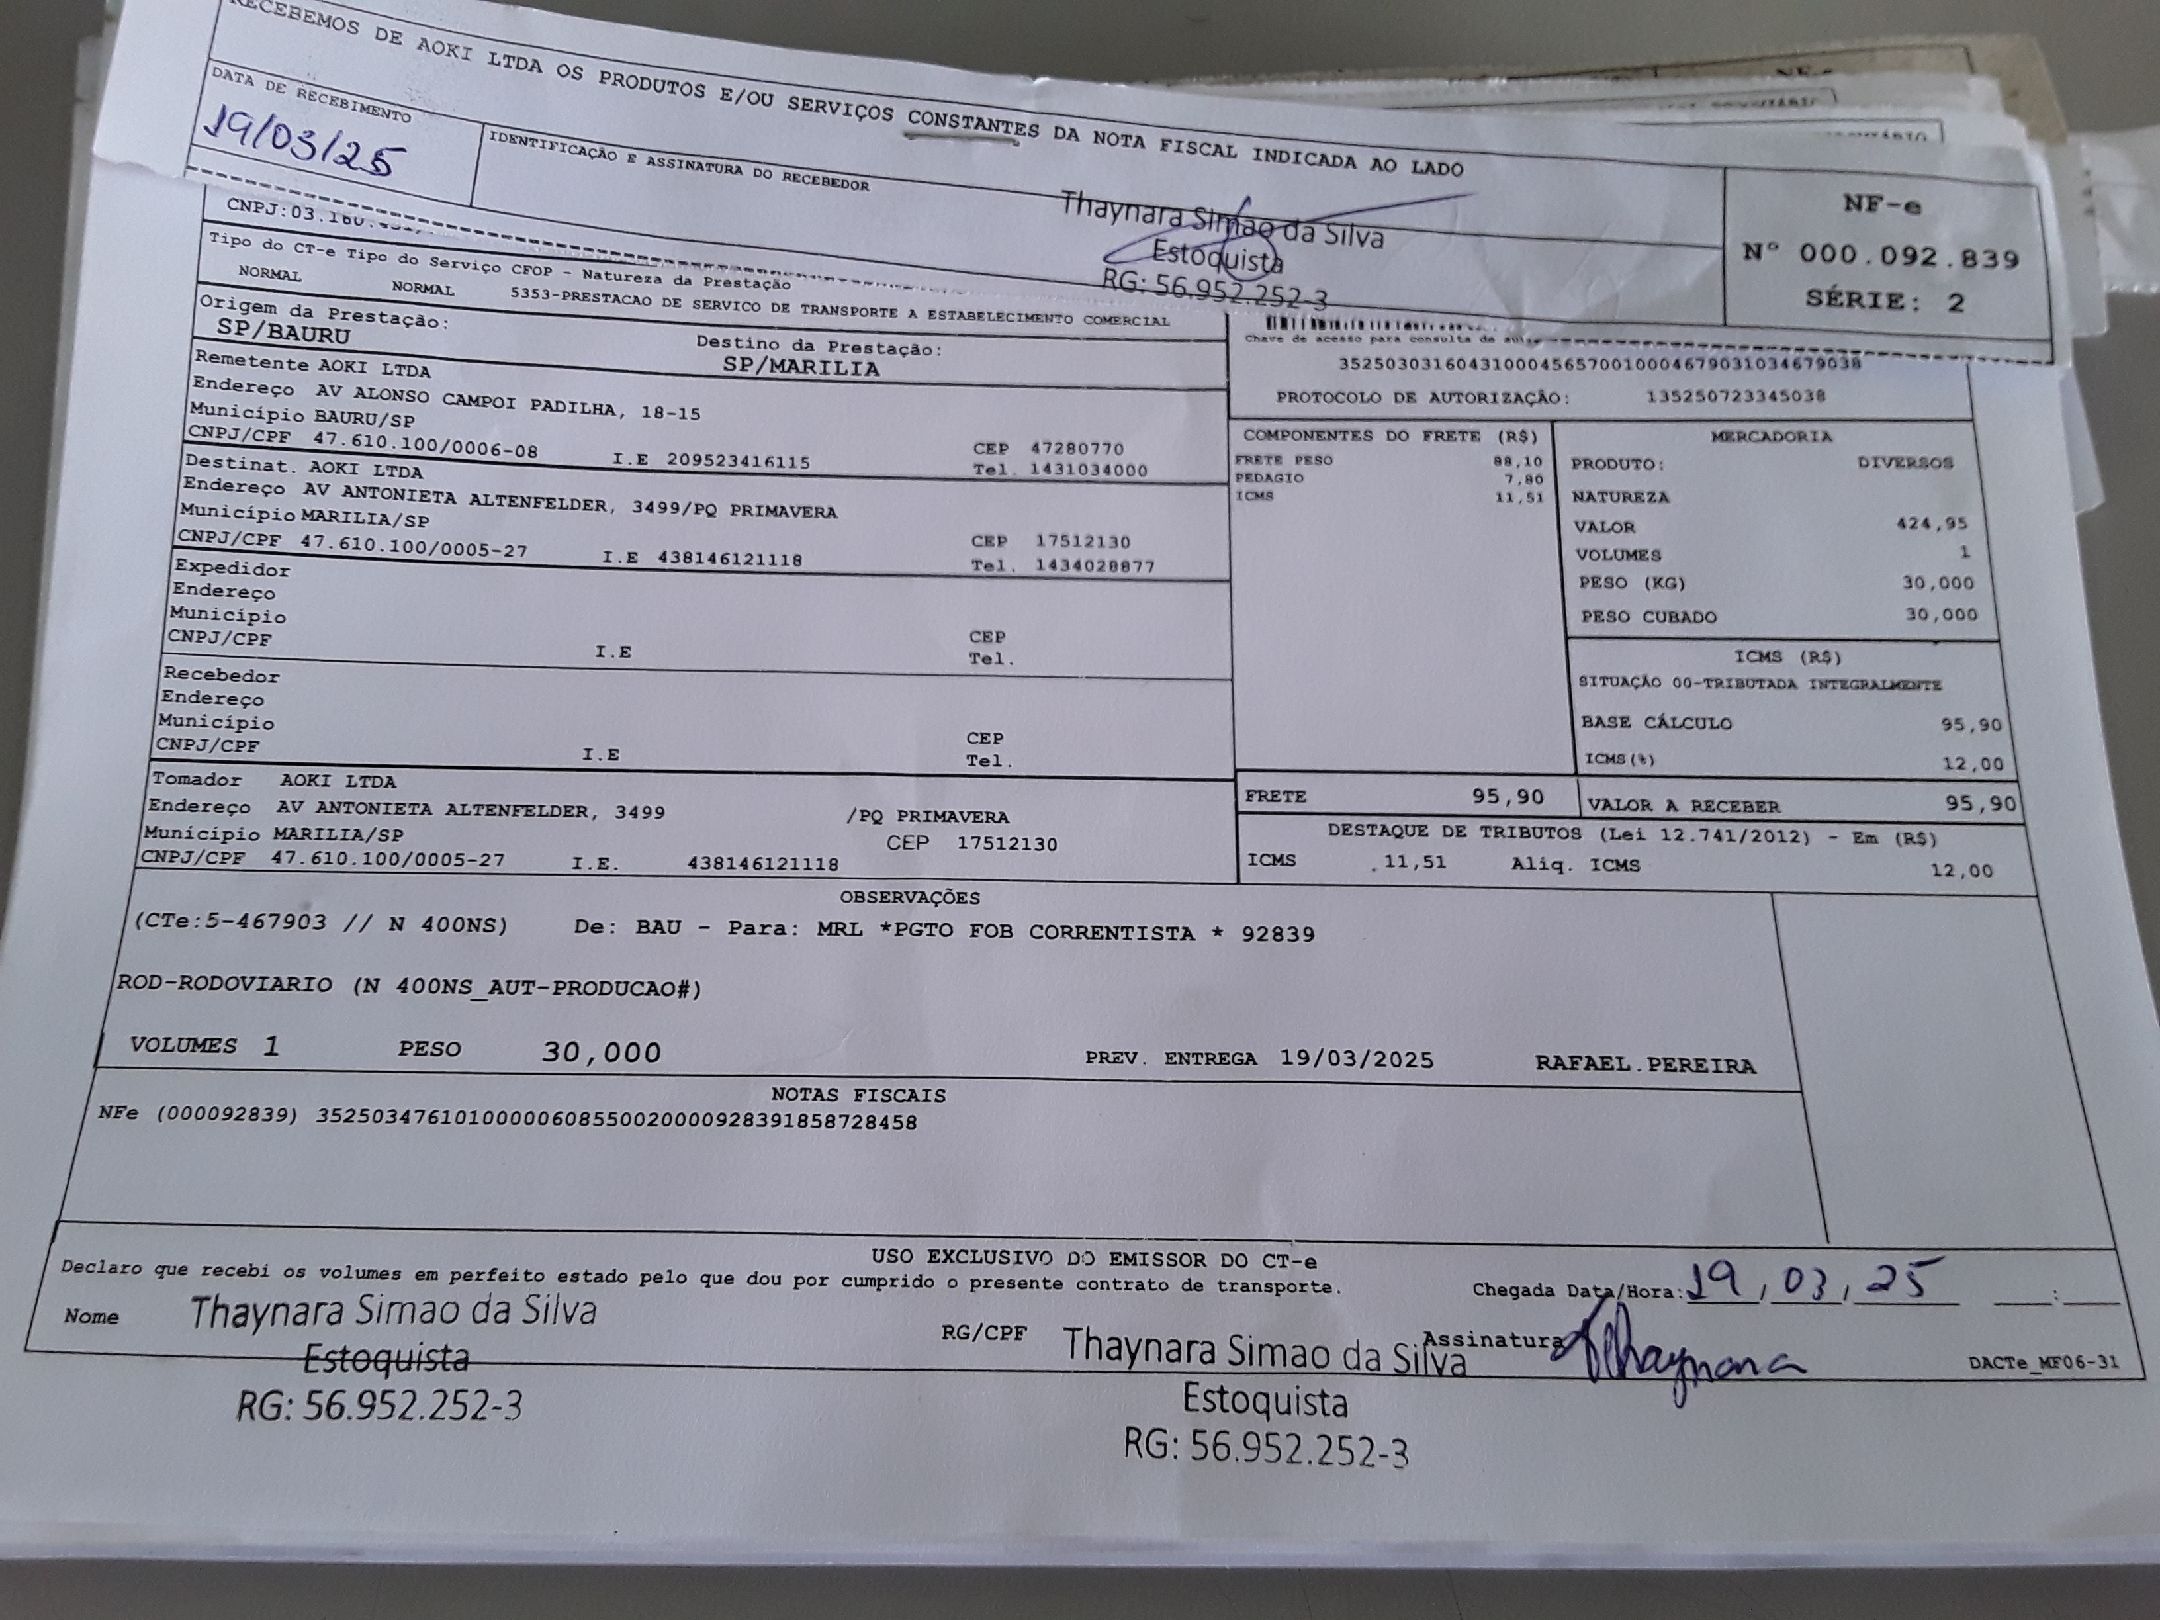 RECEBEMOS DE AOKI LTDA OS PRODUTOS E/OU SERVIÇOS CONSTANTES DA NOTA FISCAL INDICADA AO LADO
DATA DE RECEBIMENTO
19/03/25
IDENTIFICAÇÃO E ASSINATURA DO RECEBEDOR
Thaynara Simao da Silva
Estoquista
RG: 56.952.252-3
NF-e
N° 000.092.839
SÉRIE: 2
CNPJ:03.160.
Tipo do CT-e Tipo do Serviço CFOP - Natureza da Prestação
NORMAL NORMAL 5353-PRESTACAO DE SERVICO DE TRANSPORTE A ESTABELECIMENTO COMERCIAL
Origem da Prestação: Destino da Prestação:
SP/BAURU SP/MARILIA
Remetente AOKI LTDA
Endereço AV ALONSO CAMPOI PADILHA, 18-15
Município BAURU/SP CEP 47280770
CNPJ/CPF 47.610.100/0006-08 I.E 209523416115 Tel. 1431034000
Destinat. AOKI LTDA
Endereço AV ANTONIETA ALTENFELDER, 3499/PQ PRIMAVERA
Município MARILIA/SP CEP 17512130
CNPJ/CPF 47.610.100/0005-27 I.E 438146121118 Tel. 1434028877
Expedidor
Endereço
Município CEP
CNPJ/CPF I.E Tel.
Recebedor
Endereço
Município CEP
CNPJ/CPF I.E Tel.
Tomador AOKI LTDA
Endereço AV ANTONIETA ALTENFELDER, 3499 /PQ PRIMAVERA
Município MARILIA/SP CEP 17512130
CNPJ/CPF 47.610.100/0005-27 I.E. 438146121118
Chave de acesso para consulta de
35250303160431000456570010004679031034679038
PROTOCOLO DE AUTORIZAÇÃO: 135250723345038
COMPONENTES DO FRETE (R$)
FRETE PESO 88,10
PEDAGIO 7,80
ICMS 11,51
MERCADORIA
PRODUTO: DIVERSOS
NATUREZA
VALOR 424,95
VOLUMES 1
PESO (KG) 30,000
PESO CUBADO 30,000
ICMS (R$)
SITUAÇÃO 00-TRIBUTADA INTEGRALMENTE
BASE CÁLCULO 95,90
ICMS(%) 12,00
FRETE 95,90 VALOR A RECEBER 95,90
DESTAQUE DE TRIBUTOS (Lei 12.741/2012) - Em (R$)
ICMS 11,51 Aliq. ICMS 12,00
OBSERVAÇÕES
(CTe:5-467903 // N 400NS) De: BAU - Para: MRL *PGTO FOB CORRENTISTA * 92839
ROD-RODOVIARIO (N 400NS_AUT-PRODUCAO#)
VOLUMES 1 PESO 30,000 PREV. ENTREGA 19/03/2025 RAFAEL.PEREIRA
NOTAS FISCAIS
NFe (000092839) 35250347610100000608550020000928391858728458
USO EXCLUSIVO DO EMISSOR DO CT-e
Declaro que recebi os volumes em perfeito estado pelo que dou por cumprido o presente contrato de transporte. Chegada Data/Hora: 19,03,25 __:__
Nome Thaynara Simao da Silva
Estoquista
RG: 56.952.252-3
RG/CPF Thaynara Simao da Silva
Estoquista
RG: 56.952.252-3
Assinatura Thaynara
DACTe_MF06-31